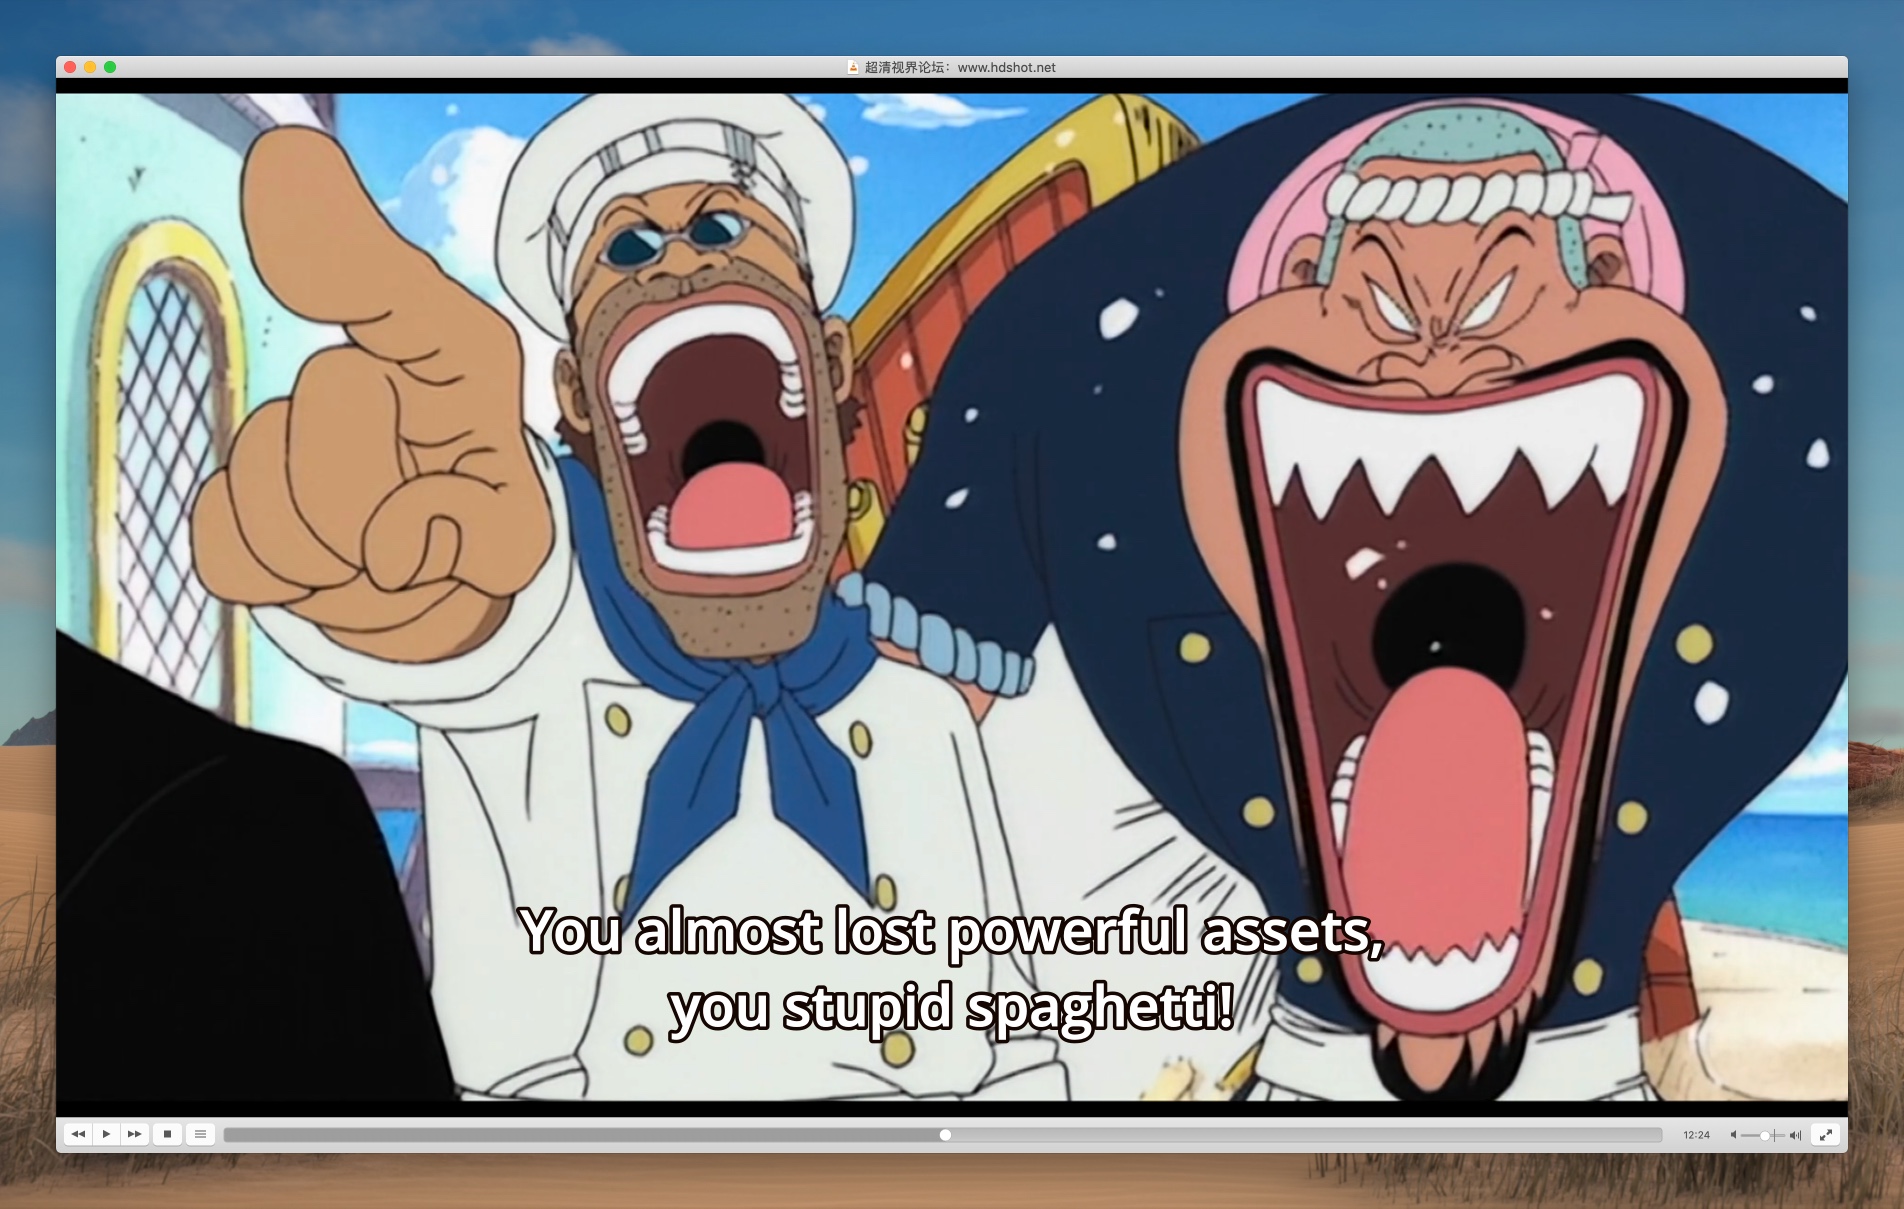 超清视界论坛：www.hdshot.net
You almost lost powerful assets,
you stupid spaghetti!
12:24